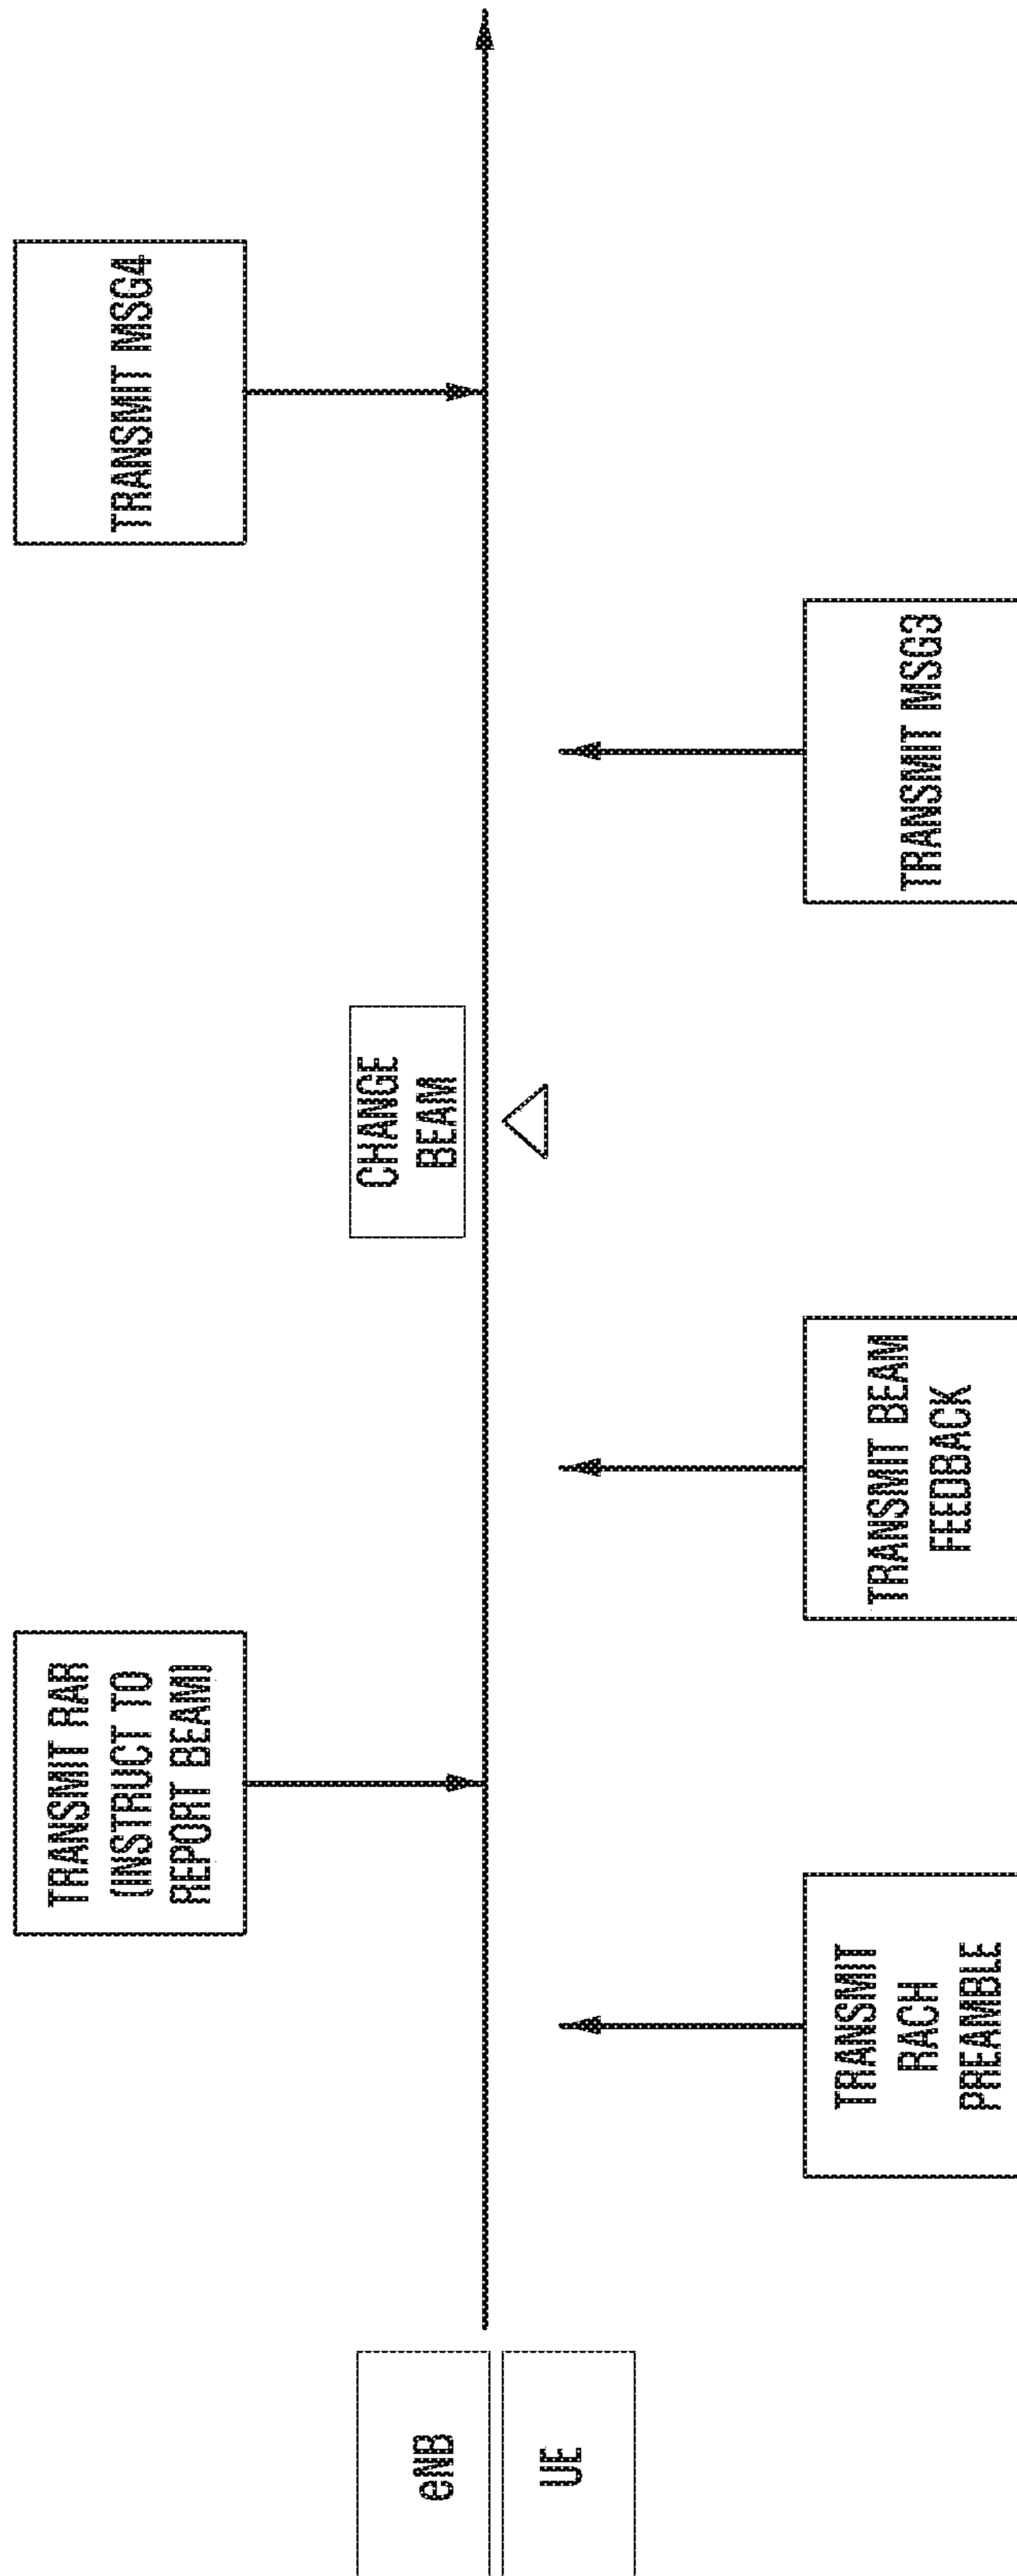 TRANSMIT RAR
(INSTRUCT TO
REPORT BEAM)
TRANSMIT MSG4
CHANGE
BEAM
eNB
UE
TRANSMIT
RACH
PREAMBLE
TRANSMIT BEAM
FEEDBACK
TRANSMIT MSG3